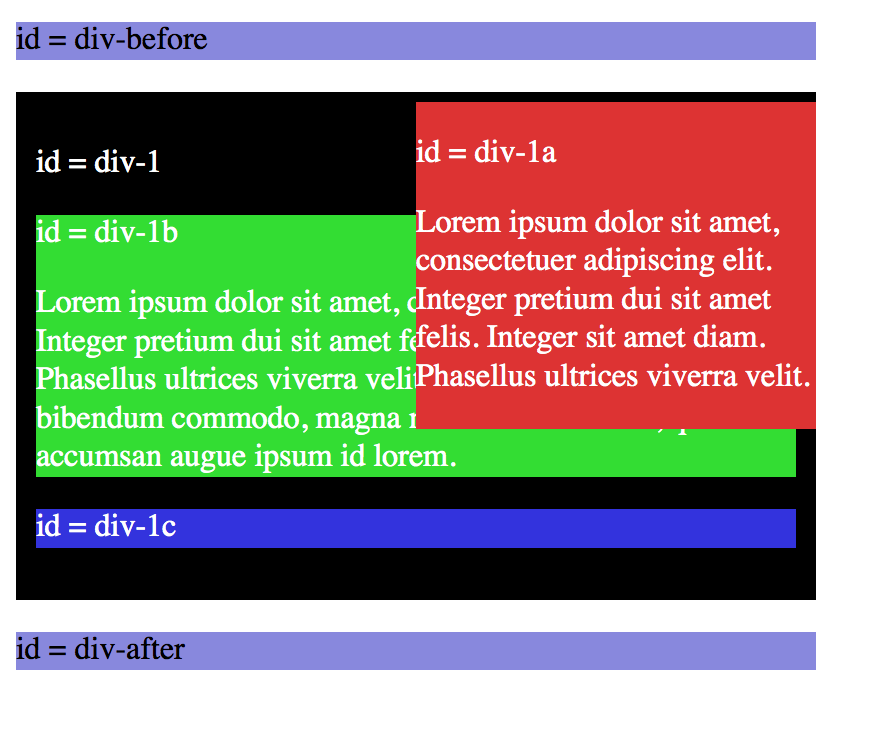 id = div-before
id = div-1
id = div-1a
Lorem ipsum dolor sit amet,
consectetuer adipiscing elit.
Integer pretium dui sit amet
felis. Integer sit amet diam.
Phasellus ultrices viverra velit.
id = div-1b
Lorem ipsum dolor sit amet,
Integer pretium dui sit amet
Phasellus ultrices viverra
bibendum commodo, magna
accumsan augue ipsum id lorem.
id = div-1c
id = div-after